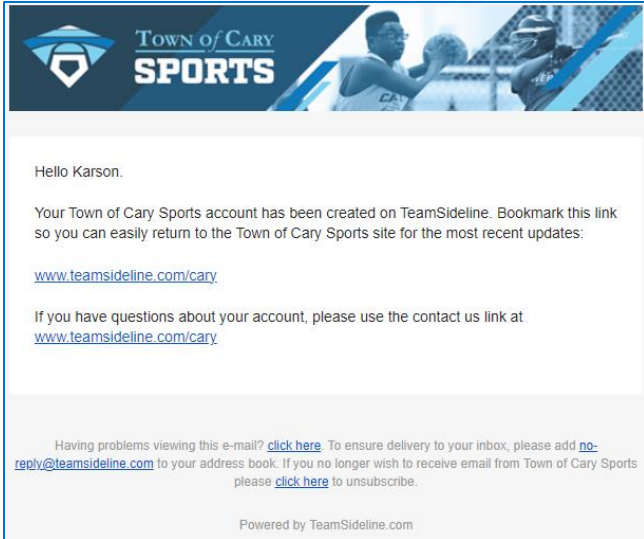 TOWN of CARY
SPORTS
Hello Karson.
Your Town of Cary Sports account has been created on TeamSideline. Bookmark this link
so you can easily return to the Town of Cary Sports site for the most recent updates:
www.teamsideline.com/cary
If you have questions about your account, please use the contact us link at
www.teamsideline.com/cary
Having problems viewing this e-mail? click here. To ensure delivery to your inbox, please add no-
reply@teamsideline.com to your address book. If you no longer wish to receive email from Town of Cary Sports
please click here to unsubscribe.
Powered by TeamSideline.com